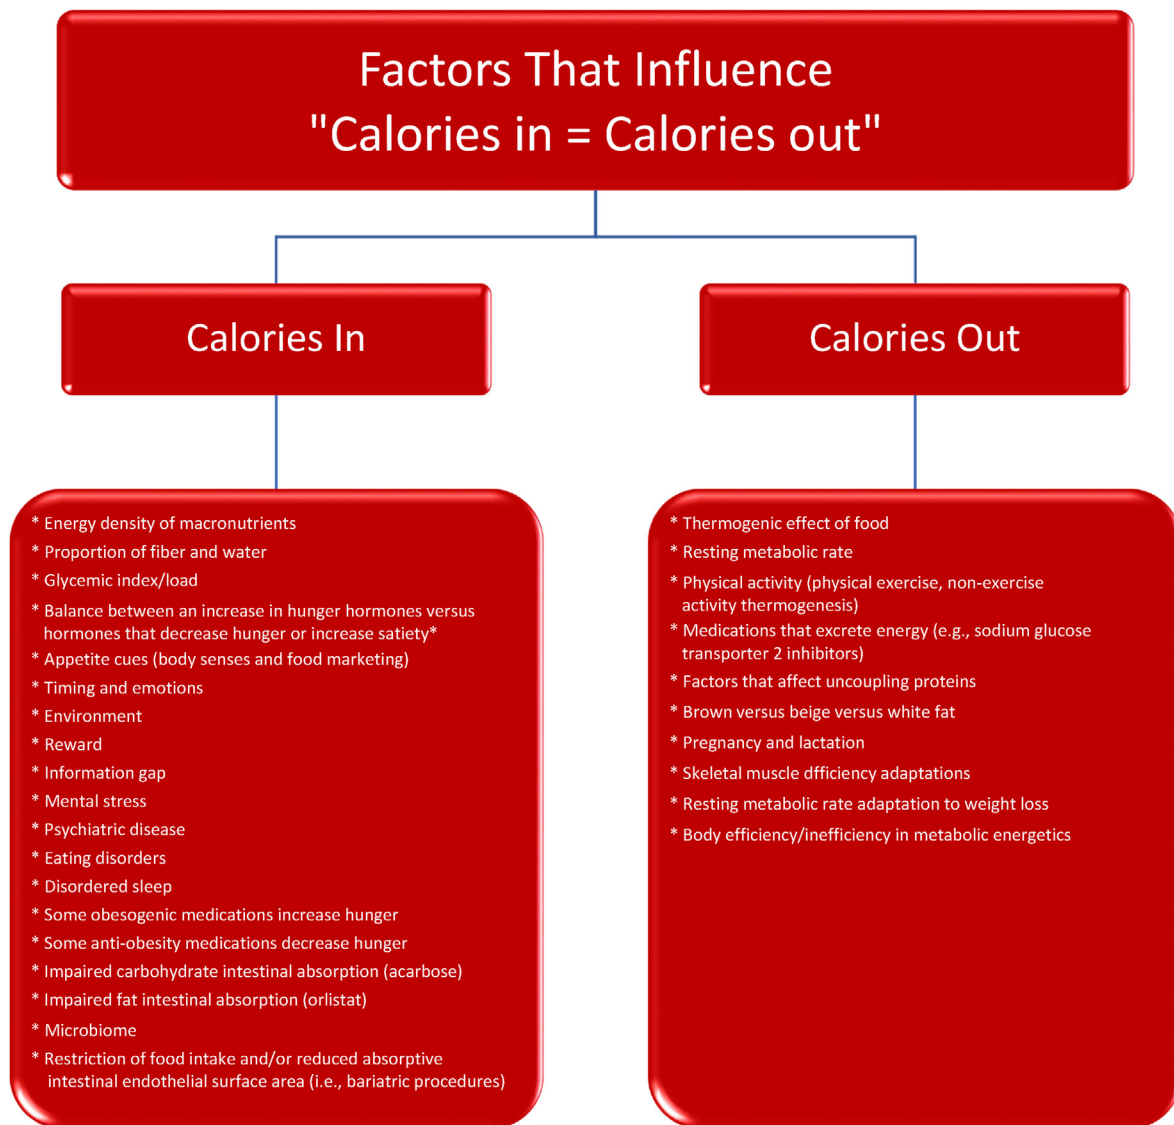 Factors That Influence
"Calories in = Calories out"
Calories In
Calories Out
* Energy density of macronutrients
* Proportion of fiber and water
* Glycemic index/load
* Balance between an increase in hunger hormones versus
hormones that decrease hunger or increase satiety*
* Appetite cues (body senses and food marketing)
* Timing and emotions
* Environment
* Reward
* Information gap
* Mental stress
* Psychiatric disease
* Eating disorders
* Disordered sleep
* Some obesogenic medications increase hunger
* Some anti-obesity medications decrease hunger
* Impaired carbohydrate intestinal absorption (acarbose)
* Impaired fat intestinal absorption (orlistat)
* Microbiome
* Restriction of food intake and/or reduced absorptive
intestinal endothelial surface area (i.e., bariatric procedures)
* Thermogenic effect of food
* Resting metabolic rate
* Physical activity (physical exercise, non-exercise
activity thermogenesis)
* Medications that excrete energy (e.g., sodium glucose
transporter 2 inhibitors)
* Factors that affect uncoupling proteins
* Brown versus beige versus white fat
* Pregnancy and lactation
* Skeletal muscle dfficiency adaptations
* Resting metabolic rate adaptation to weight loss
* Body efficiency/inefficiency in metabolic energetics